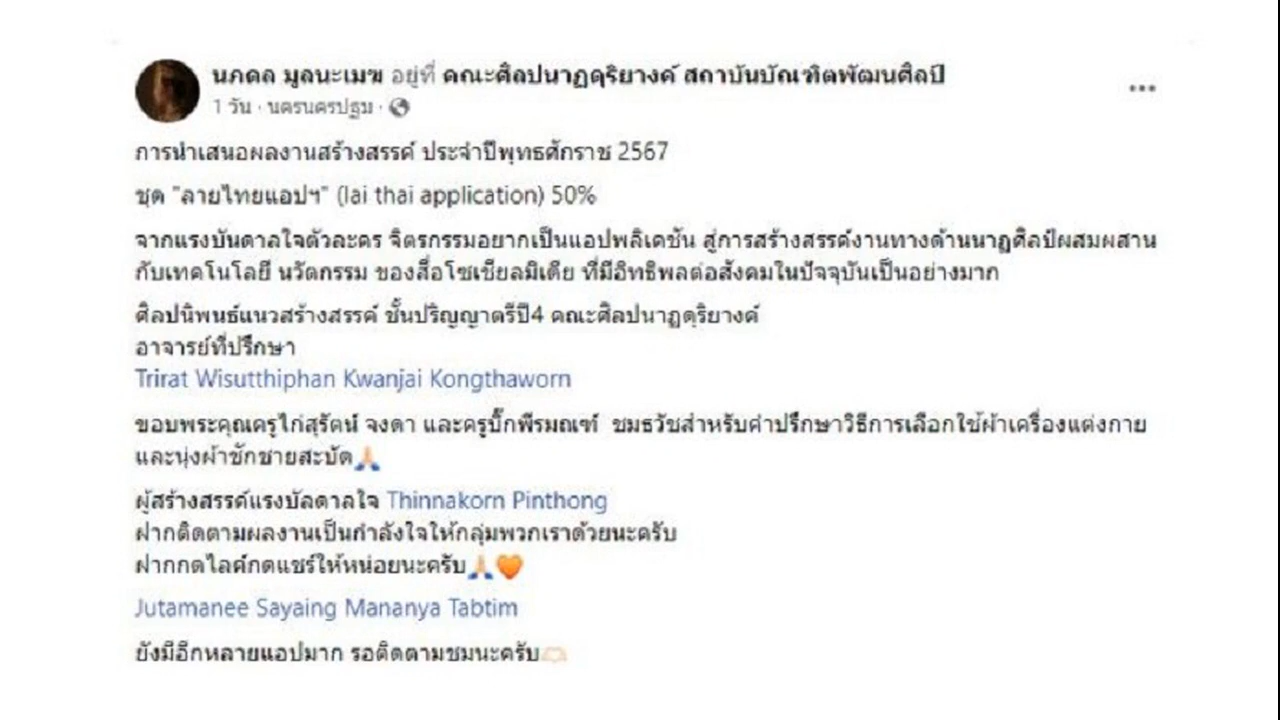 นภดล มูลนะเมฆ อยู่ที่ คณะศิลปนาฏดุริยางค์ สถาบันบัณฑิตพัฒนศิลป์
1 วัน · นครนครปฐม ·
การนำเสนอผลงานสร้างสรรค์ ประจำปีพุทธศักราช 2567
ชุด "ลายไทยแอปฯ" (lai thai application) 50%
จากแรงบันดาลใจตัวละคร จิตรกรรมอยากเป็นแอปพลิเคชัน สู่การสร้างสรรค์งานทางด้านนาฏศิลป์ผสมผสาน
กับเทคโนโลยี นวัตกรรม ของสื่อโซเชียลมิเดีย ที่มีอิทธิพลต่อสังคมในปัจจุบันเป็นอย่างมาก
ศิลปนิพนธ์แนวสร้างสรรค์ ชั้นปริญญาตรีปี4 คณะศิลปนาฏดุริยางค์
อาจารย์ที่ปรึกษา
Trirat Wisutthiphan Kwanjai Kongthaworn
ขอบพระคุณครูไก่สุรัตน์ จงดา และครูบิ๊กพีรมณฑ์ ชมธวัชสำหรับคำปรึกษาวิธีการเลือกใช้ผ้าเครื่องแต่งกาย
และนุ่งผ้าชักชายสะบัด🙏🏻
ผู้สร้างสรรค์แรงบัลดาลใจ Thinnakorn Pinthong
ฝากติดตามผลงานเป็นกำลังใจให้กลุ่มพวกเราด้วยนะครับ
ฝากกดไลค์กดแชร์ให้หน่อยนะครับ🙏🏻🧡
Jutamanee Sayaing Mananya Tabtim
ยังมีอีกหลายแอปมาก รอติดตามชมนะครับ🫶🏻